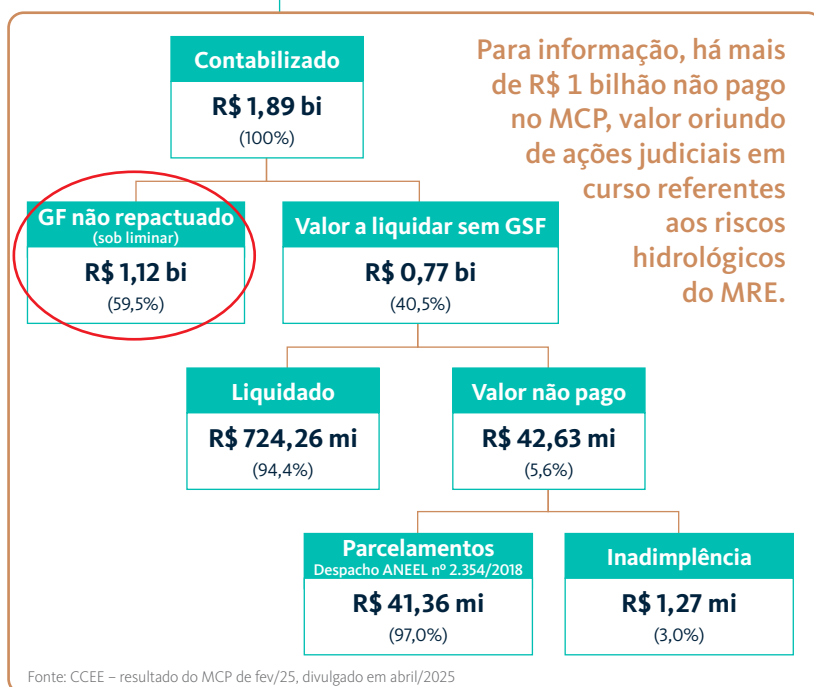 Contabilizado
R$ 1,89 bi
(100%)
Para informação, há mais
de R$ 1 bilhão não pago
no MCP, valor oriundo
de ações judiciais em
curso referentes
aos riscos
hidrológicos
do MRE.
GF não repactuado
(sob liminar)
R$ 1,12 bi
(59,5%)
Valor a liquidar sem GSF
R$ 0,77 bi
(40,5%)
Liquidado
R$ 724,26 mi
(94,4%)
Valor não pago
R$ 42,63 mi
(5,6%)
Parcelamentos
Despacho ANEEL nº 2.354/2018
R$ 41,36 mi
(97,0%)
Inadimplência
R$ 1,27 mi
(3,0%)
Fonte: CCEE – resultado do MCP de fev/25, divulgado em abril/2025